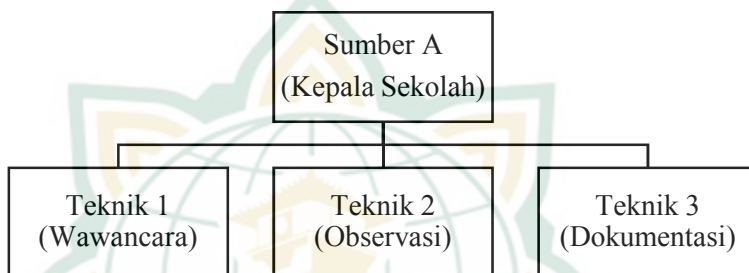 Sumber A
(Kepala Sekolah)
Teknik 1
(Wawancara)
Teknik 2
(Observasi)
Teknik 3
(Dokumentasi)